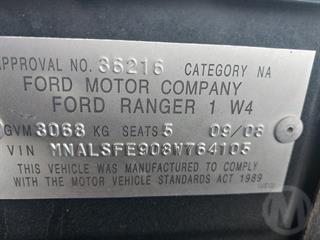 APPROVAL NO. 36216 CATEGORY NA
FORD MOTOR COMPANY
FORD RANGER 1 W4
GVM 3068 KG SEATS 5 09/08
VIN MNALSFE908W764105
THIS VEHICLE WAS MANUFACTURED TO COMPLY
WITH THE MOTOR VEHICLE STANDARDS ACT 1989